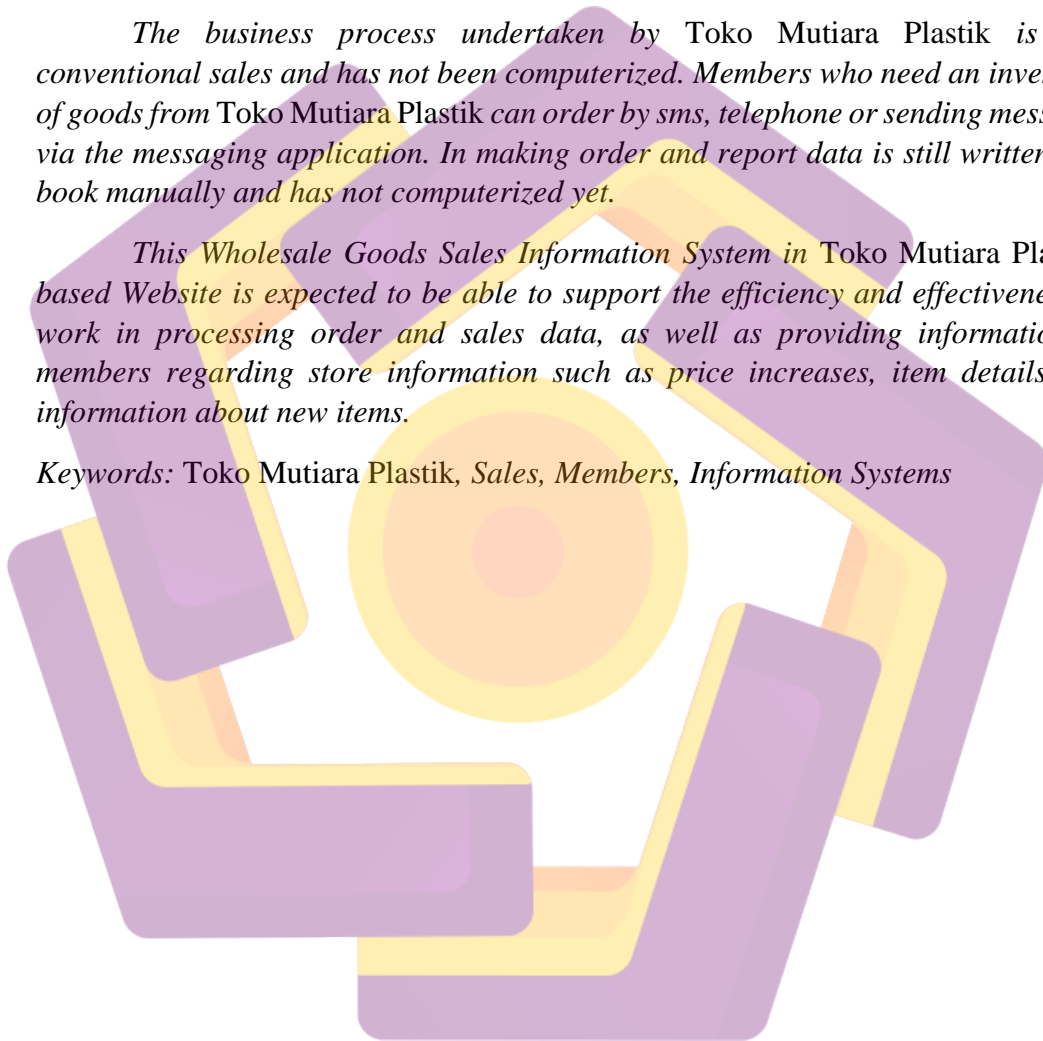 The business process undertaken by Toko Mutiara Plastik is
conventional sales and has not been computerized. Members who need an inve
of goods from Toko Mutiara Plastik can order by sms, telephone or sending mess
via the messaging application. In making order and report data is still written
book manually and has not computerized yet.
This Wholesale Goods Sales Information System in Toko Mutiara Pla
based Website is expected to be able to support the efficiency and effectivene
work in processing order and sales data, as well as providing informatio
members regarding store information such as price increases, item details
information about new items.
Keywords: Toko Mutiara Plastik, Sales, Members, Information Systems